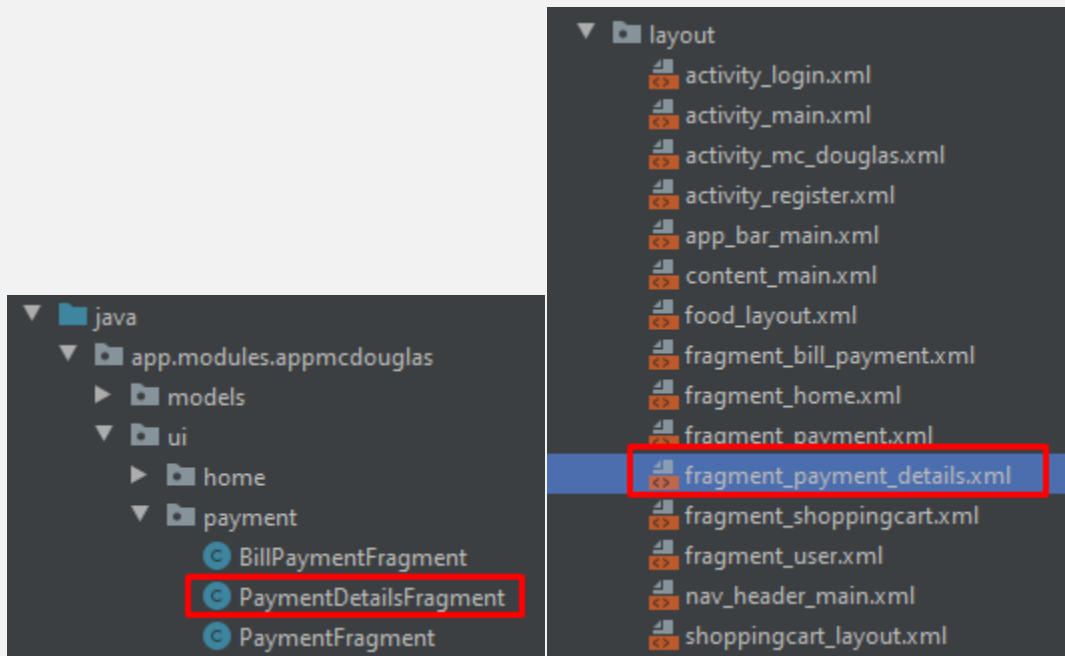 java
app.modules.appmcdouglas
models
ui
home
payment
BillPaymentFragment
PaymentDetailsFragment
PaymentFragment
layout
activity_login.xml
activity_main.xml
activity_mc_douglas.xml
activity_register.xml
app_bar_main.xml
content_main.xml
food_layout.xml
fragment_bill_payment.xml
fragment_home.xml
fragment_payment.xml
fragment_payment_details.xml
fragment_shoppingcart.xml
fragment_user.xml
nav_header_main.xml
shoppingcart_layout.xml